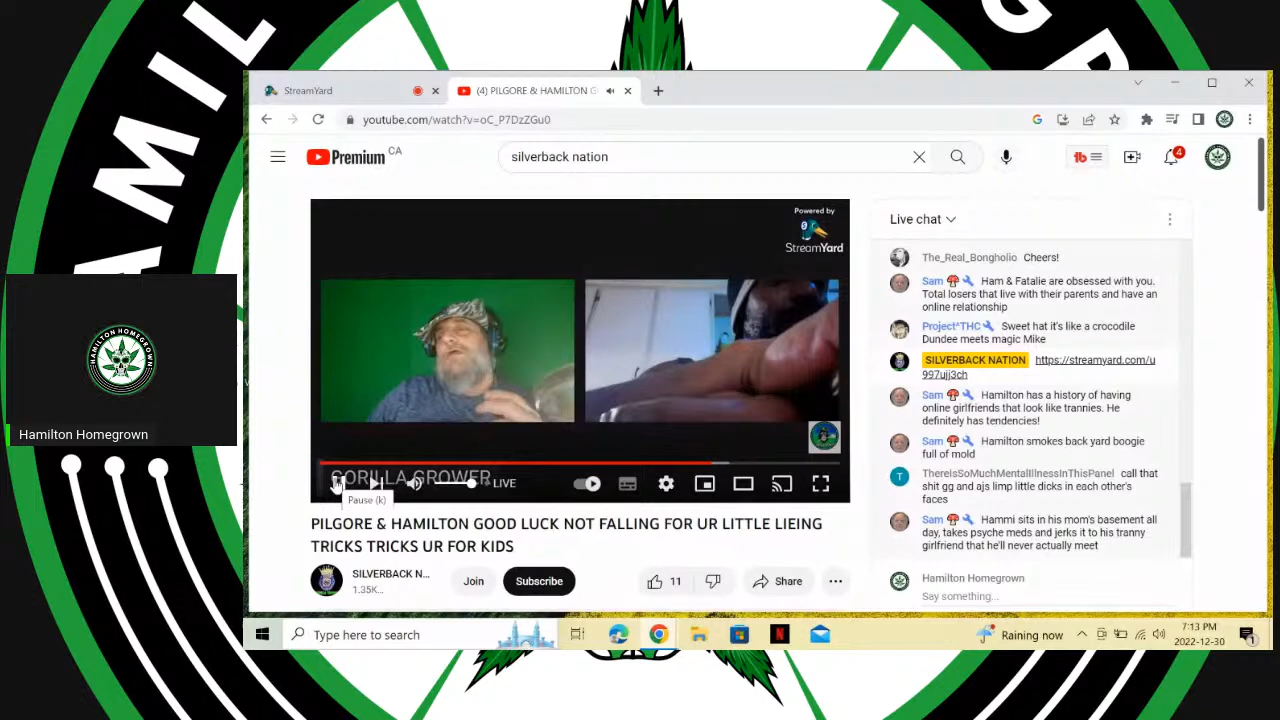 HAMIL
GR
StreamYard
(4) PILGORE & HAMILTON G
youtube.com/watch?v=oC_P7DzZGu0
Premium CA
silverback nation
4
Powered by
StreamYard
GORILLA GROWER
LIVE
Pause (k)
PILGORE & HAMILTON GOOD LUCK NOT FALLING FOR UR LITTLE LIEING
TRICKS TRICKS UR FOR KIDS
SILVERBACK N...
1.35K...
Join
Subscribe
11
Share
Live chat
The_Real_Bongholio Cheers!
Sam Ham & Fatalie are obsessed with you.
Total losers that live with their parents and have an
online relationship
Project^THC Sweet hat it's like a crocodile
Dundee meets magic Mike
SILVERBACK NATION https://streamyard.com/u
997ujj3ch
Sam Hamilton has a history of having
online girlfriends that look like trannies. He
definitely has tendencies!
Sam Hamilton smokes back yard boogie
full of mold
T
ThereIsSoMuchMentalIllnessInThisPanel call that
shit gg and ajs limp little dicks in each other's
faces
Sam Hammi sits in his mom's basement all
day, takes psyche meds and jerks it to his tranny
girlfriend that he'll never actually meet
Hamilton Homegrown
Say something...
HAMILTON HOMEGROWN
Hamilton Homegrown
Type here to search
Raining now
7:13 PM
2022-12-30
1